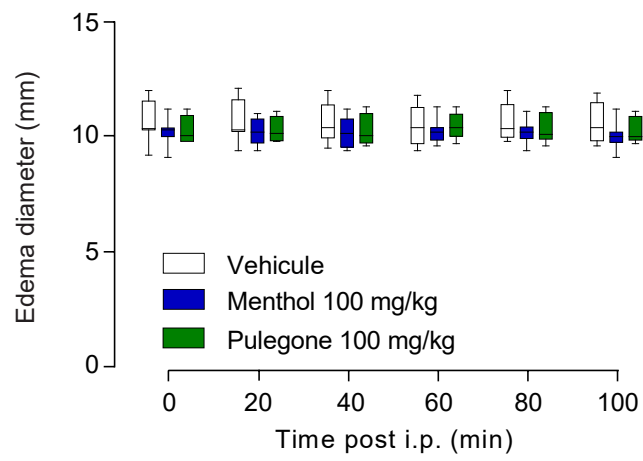 15
10
5
0
Edema diameter (mm)
Vehicule
Menthol 100 mg/kg
Pulegone 100 mg/kg
0 20 40 60 80 100
Time post i.p. (min)